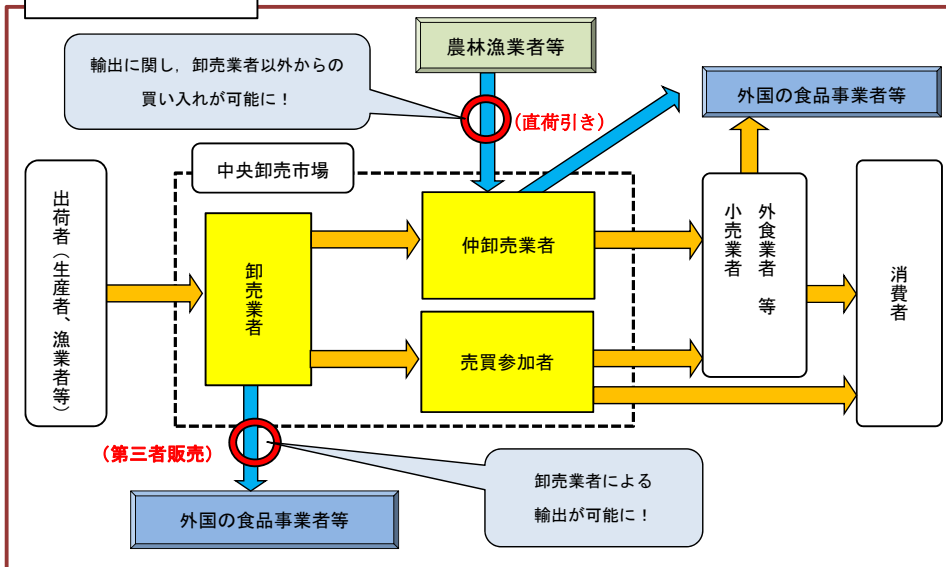 農林漁業者等
輸出に関し，卸売業者以外からの
買い入れが可能に！
外国の食品事業者等
(直荷引き)
中央卸売市場
出荷者（生産者、漁業者等）
卸売業者
仲卸売業者
売買参加者
外食業者　等
小売業者
消費者
(第三者販売)
卸売業者による
輸出が可能に！
外国の食品事業者等